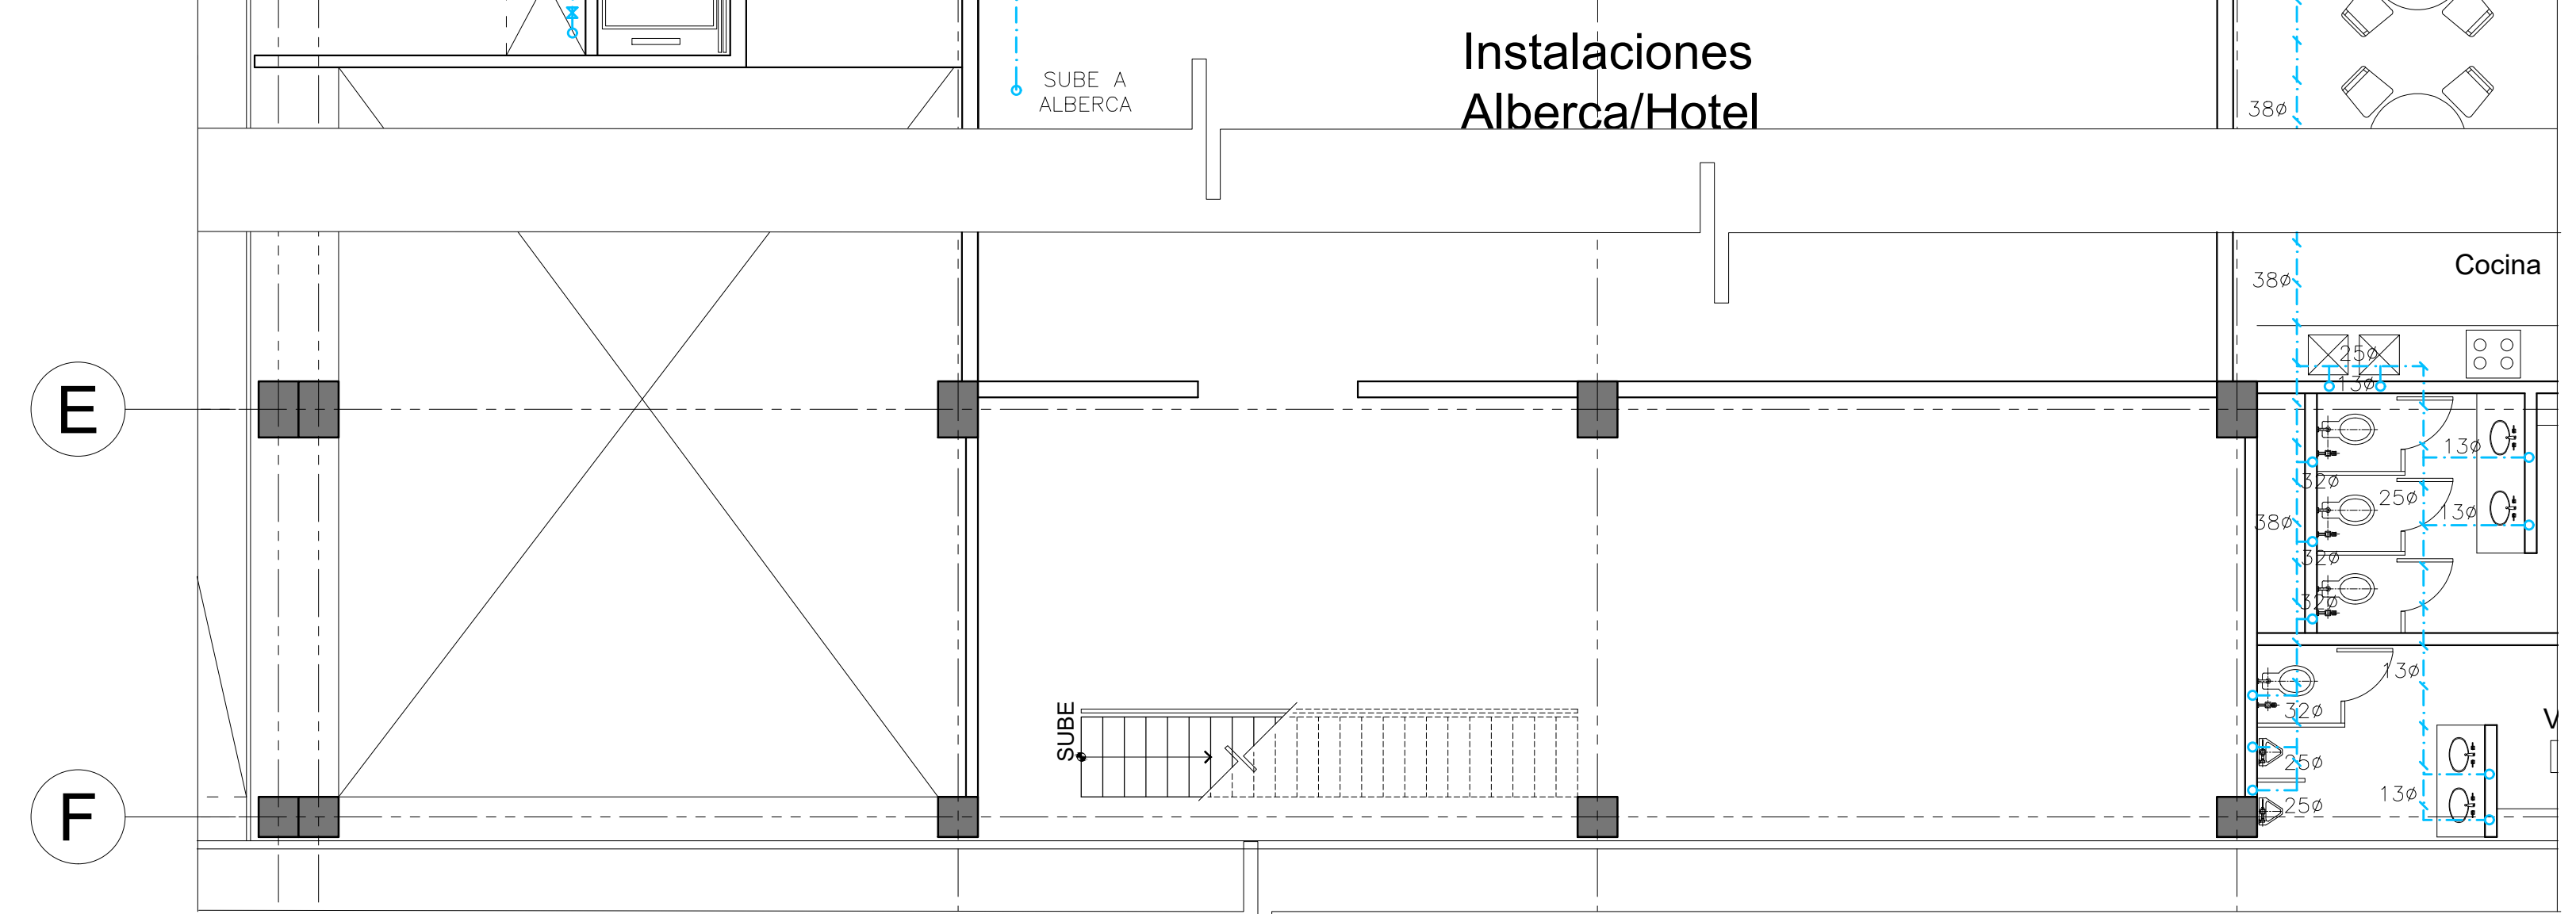 Instalaciones
Alberca/Hotel
SUBE A
ALBERCA
38ø
38ø
Cocina
25ø
13ø
E
13ø
32ø
25ø
13ø
38ø
32ø
32ø
13ø
32ø
SUBE
V
25ø
13ø
25ø
F